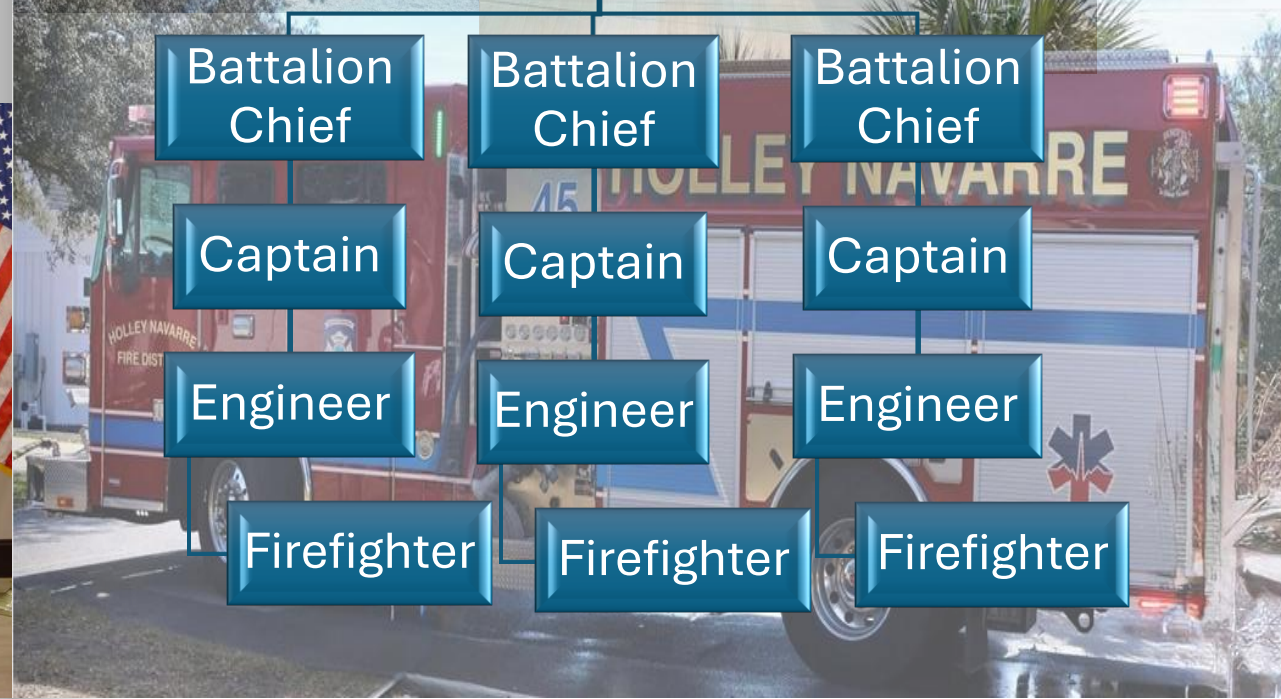 Battalion
Chief
Battalion
Chief
Battalion
Chief
HOLLEY NAVARRE
45
Captain
Captain
Captain
HOLLEY NAVARRE
FIRE DIST
Engineer
Engineer
Engineer
Firefighter
Firefighter
Firefighter